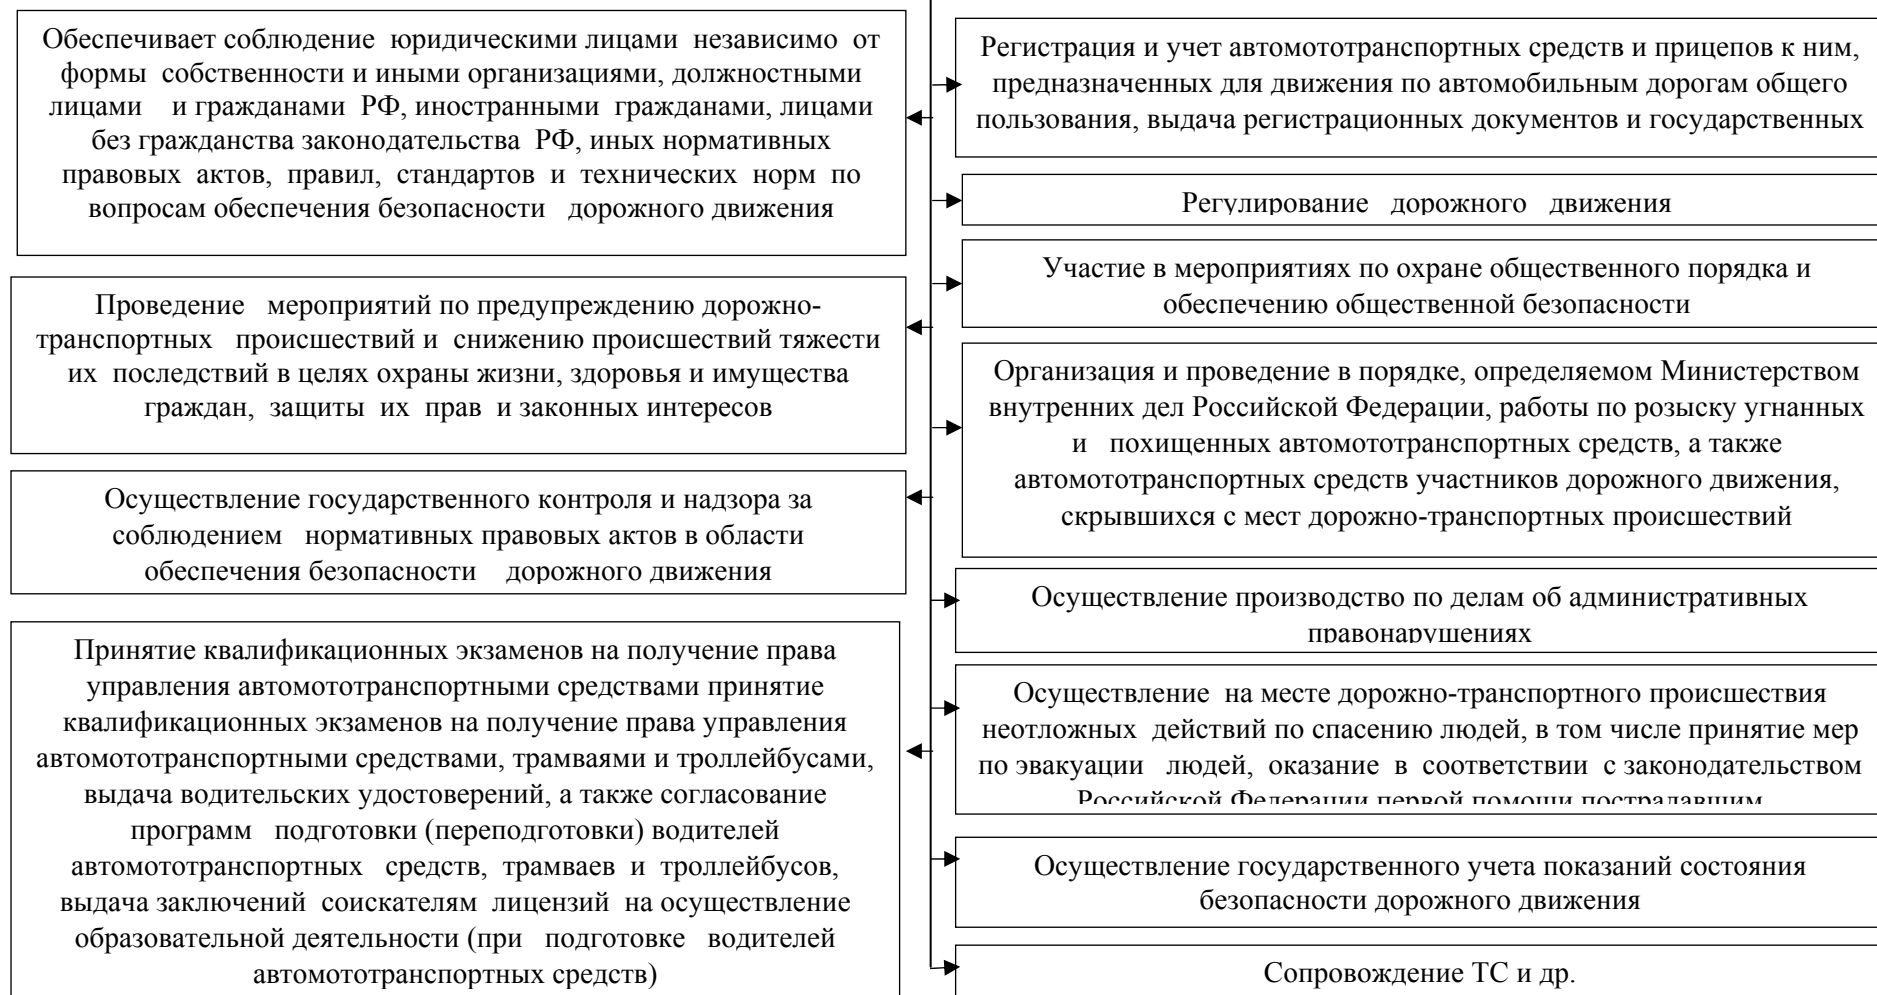 Обеспечивает соблюдение юридическими лицами независимо от
формы собственности и иными организациями, должностными
лицами и гражданами РФ, иностранными гражданами, лицами
без гражданства законодательства РФ, иных нормативных
правовых актов, правил, стандартов и технических норм по
вопросам обеспечения безопасности дорожного движения
Проведение мероприятий по предупреждению дорожно-
транспортных происшествий и снижению происшествий тяжести
их последствий в целях охраны жизни, здоровья и имущества
граждан, защиты их прав и законных интересов
Осуществление государственного контроля и надзора за
соблюдением нормативных правовых актов в области
обеспечения безопасности дорожного движения
Принятие квалификационных экзаменов на получение права
управления автомототранспортными средствами принятие
квалификационных экзаменов на получение права управления
автомототранспортными средствами, трамваями и троллейбусами,
выдача водительских удостоверений, а также согласование
программ подготовки (переподготовки) водителей
автомототранспортных средств, трамваев и троллейбусов,
выдача заключений соискателям лицензий на осуществление
образовательной деятельности (при подготовке водителей
автомототранспортных средств)
Регистрация и учет автомототранспортных средств и прицепов к ним,
предназначенных для движения по автомобильным дорогам общего
пользования, выдача регистрационных документов и государственных
Регулирование дорожного движения
Участие в мероприятиях по охране общественного порядка и
обеспечению общественной безопасности
Организация и проведение в порядке, определяемом Министерством
внутренних дел Российской Федерации, работы по розыску угнанных
и похищенных автомототранспортных средств, а также
автомототранспортных средств участников дорожного движения,
скрывшихся с мест дорожно-транспортных происшествий
Осуществление производство по делам об административных
правонарушениях
Осуществление на месте дорожно-транспортного происшествия
неотложных действий по спасению людей, в том числе принятие мер
по эвакуации людей, оказание в соответствии с законодательством
Российской Федерации первой помощи пострадавшим
Осуществление государственного учета показаний состояния
безопасности дорожного движения
Сопровождение ТС и др.